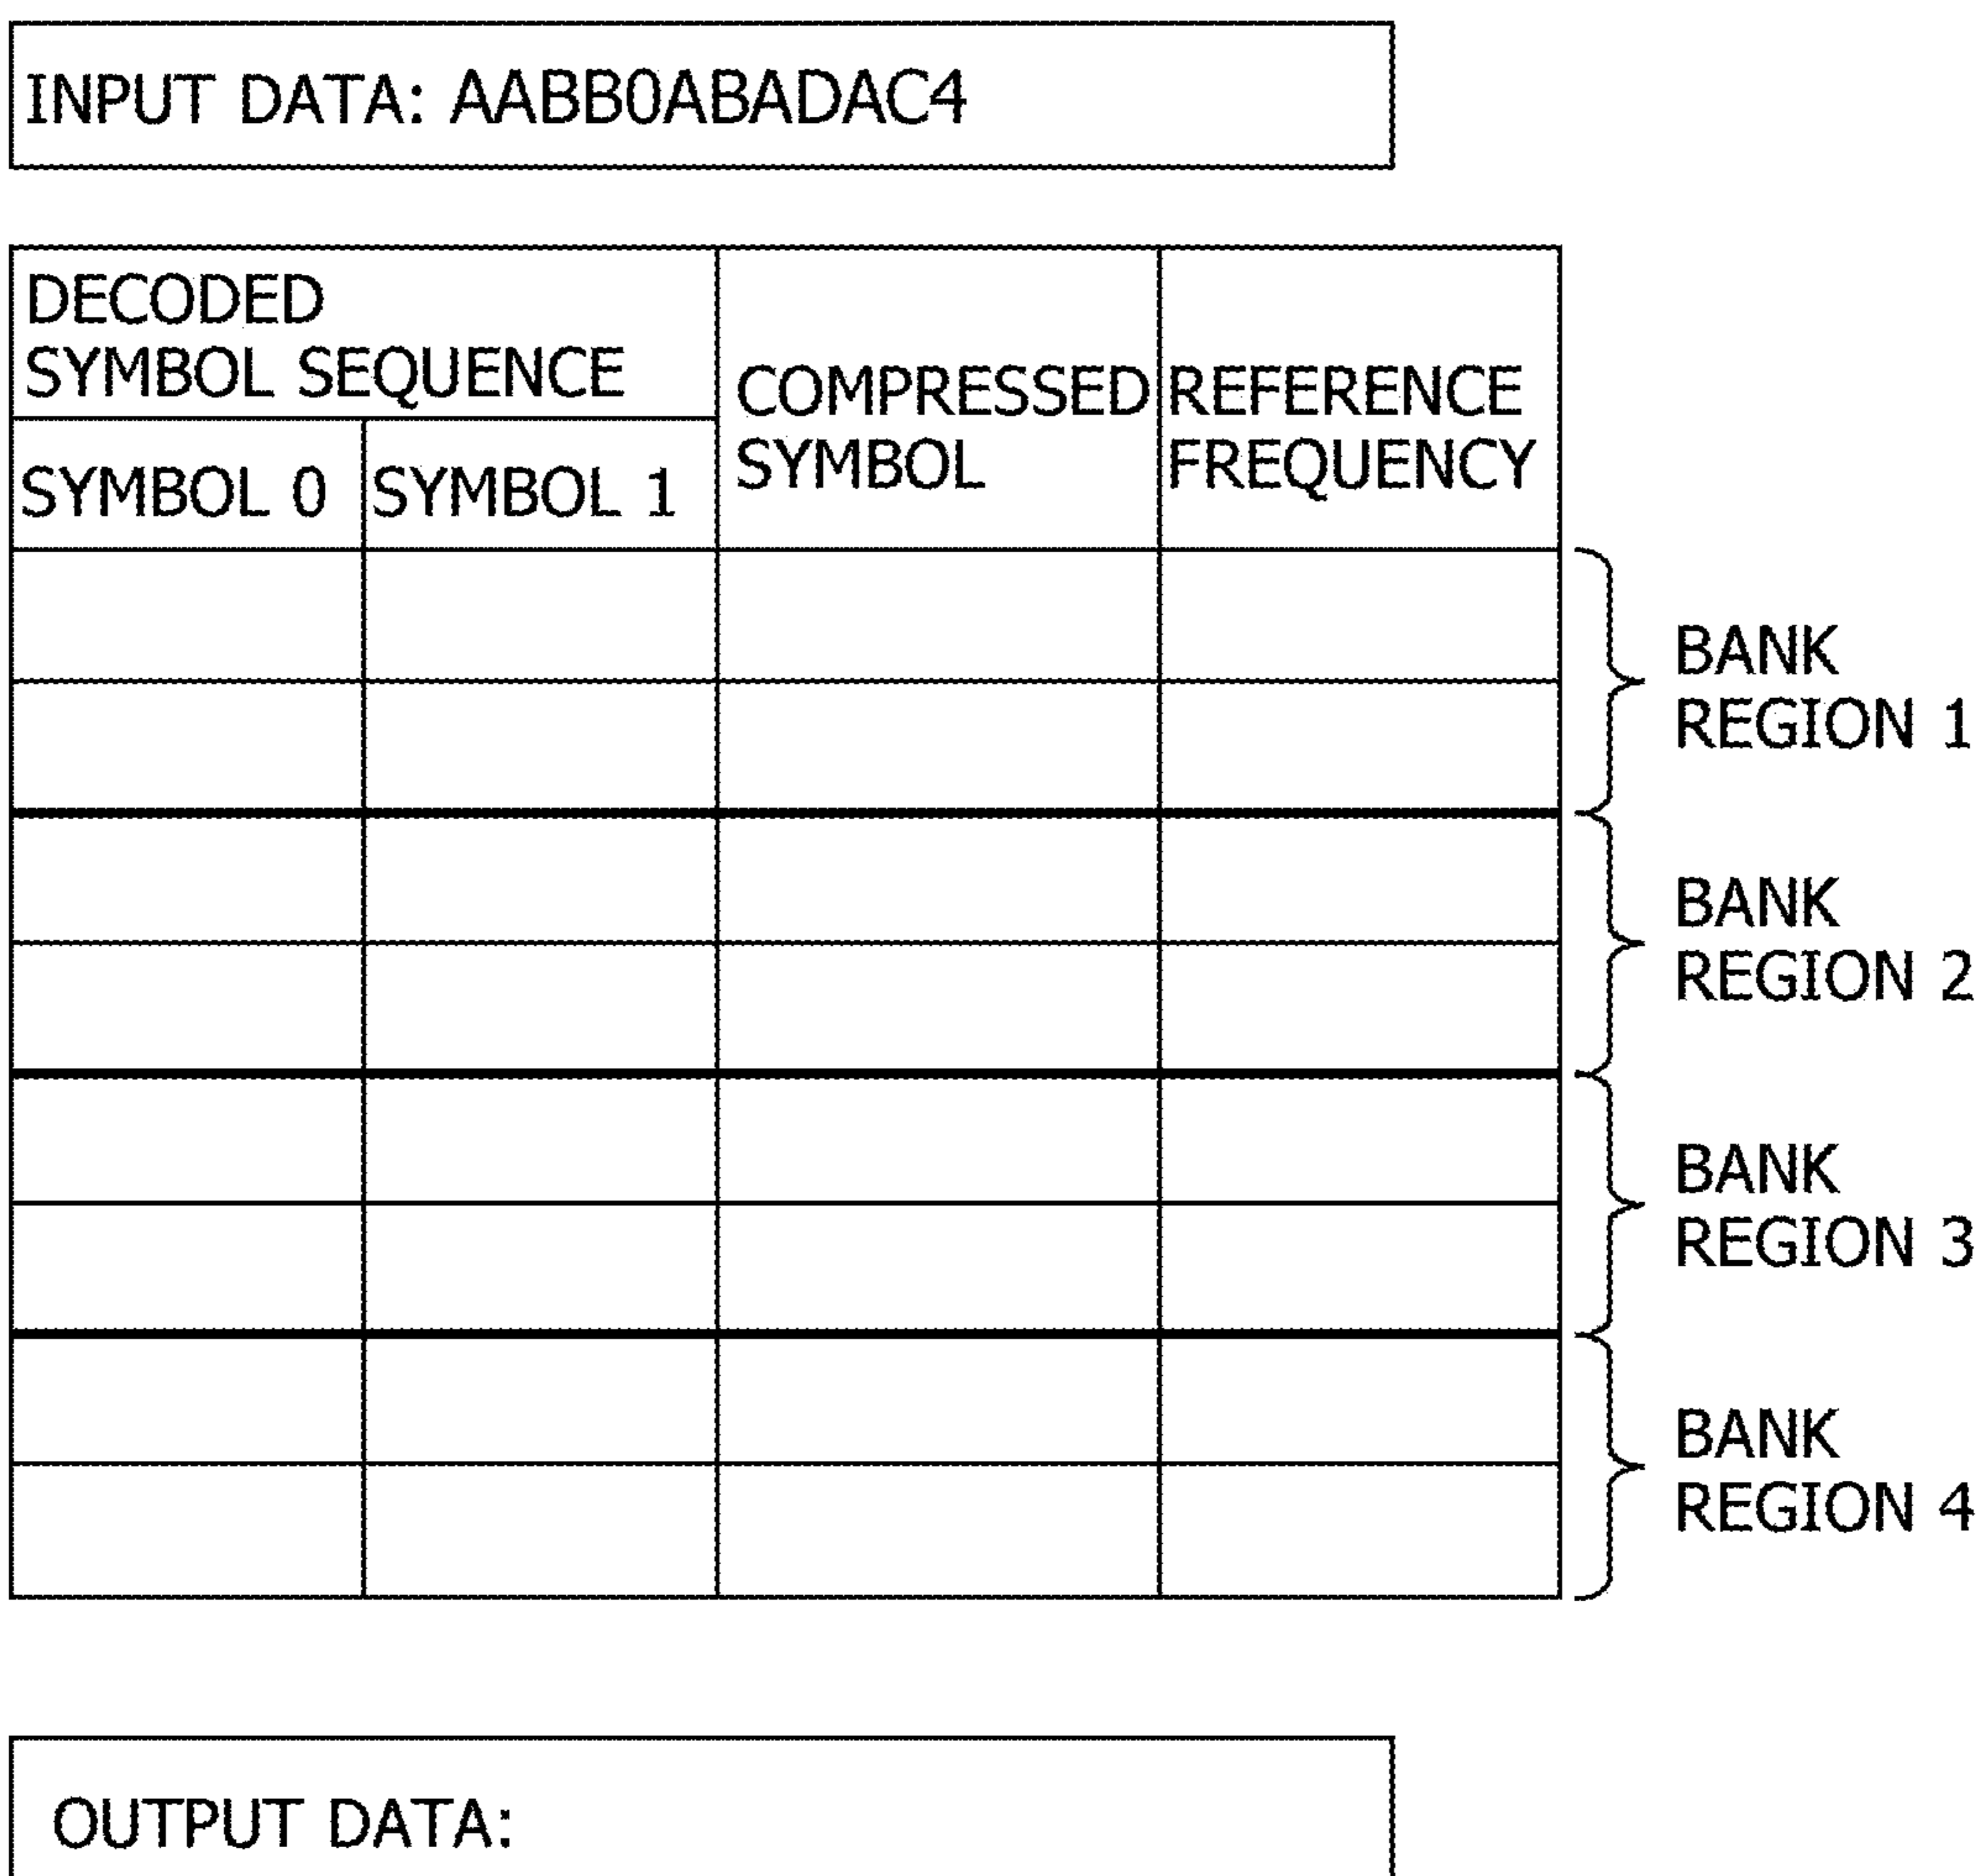 INPUT DATA: AABB0ABADAC4
DECODED
SYMBOL SEQUENCE
SYMBOL 0
SYMBOL 1
COMPRESSED
SYMBOL
REFERENCE
FREQUENCY
BANK
REGION 1
BANK
REGION 2
BANK
REGION 3
BANK
REGION 4
OUTPUT DATA: